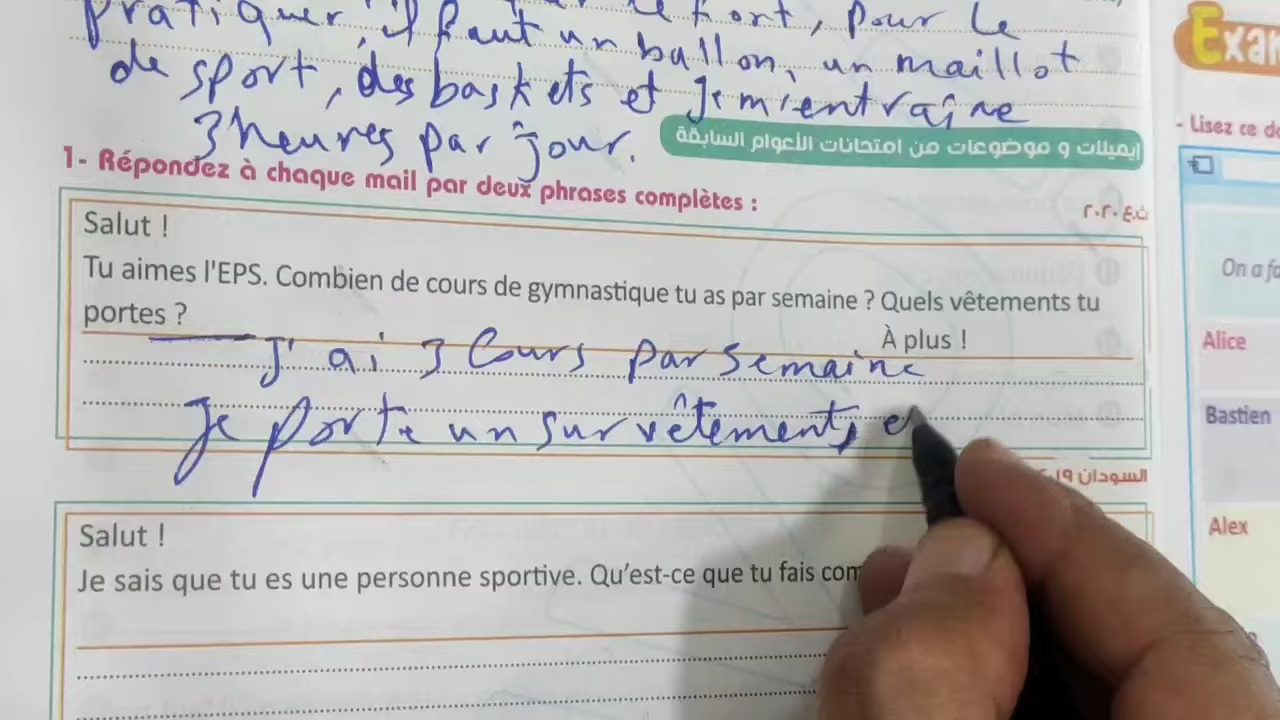 pratiquer, il faut un ballon, un maillot
de sport, des baskets et je m'entraîne
3 heures par jour.
ايميلات و موضوعات من امتحانات الأعوام السابقة
1- Répondez à chaque mail par deux phrases complètes :
ث.ع ٢٠٢٠
Salut !
Tu aimes l'EPS. Combien de cours de gymnastique tu as par semaine ? Quels vêtements tu
portes ?
À plus !
J'ai 3 Cours par semaine
Je porte un survêtement, e
السودان ٢٠١٩
Salut !
Je sais que tu es une personne sportive. Qu'est-ce que tu fais com
Exam
- Lisez ce do
On a fa
Alice
Bastien
Alex